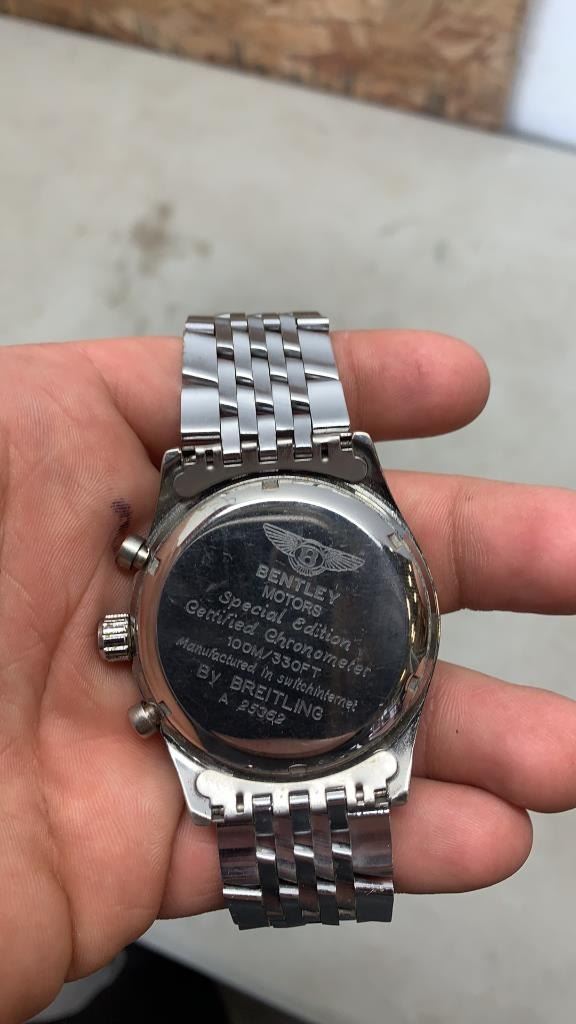 B
BENTLEY
MOTORS
Special Edition
Certified Chronometer
100M/330FT
Manufactured in switchinternet
By BREITLING
A 25362